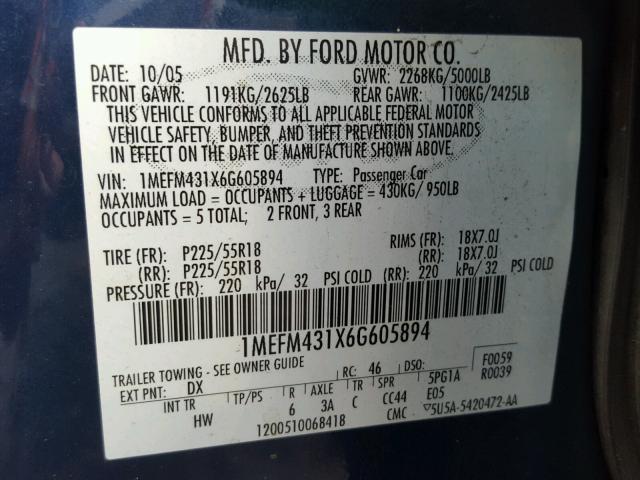 MFD. BY FORD MOTOR CO.
DATE: 10/05 GVWR: 2268KG/5000LB
FRONT GAWR: 1191KG/2625LB REAR GAWR: 1100KG/2425LB
THIS VEHICLE CONFORMS TO ALL APPLICABLE FEDERAL MOTOR
VEHICLE SAFETY, BUMPER, AND THEFT PREVENTION STANDARDS
IN EFFECT ON THE DATE OF MANUFACTURE SHOWN ABOVE.
VIN: 1MEFM431X6G605894 TYPE: Passenger Car
MAXIMUM LOAD = OCCUPANTS + LUGGAGE = 430KG/ 950LB
OCCUPANTS = 5 TOTAL; 2 FRONT, 3 REAR
TIRE (FR): P225/55R18 RIMS (FR): 18X7.0J
(RR): P225/55R18 (RR): 18X7.0J
PRESSURE (FR): 220 kPa/ 32 PSI COLD (RR): 220 kPa/ 32 PSI COLD
1MEFM431X6G605894
TRAILER TOWING - SEE OWNER GUIDE
EXT PNT: DX RC: 46 DSO: F0059
5PG1A R0039
INT TR TP/PS R AXLE TR SPR E05
HW 6 3A C CC44
1200510068418 CMC ▽5U5A-5420472-AA